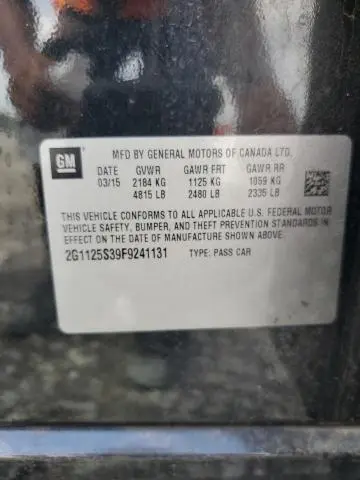 GM
MFD BY GENERAL MOTORS OF CANADA LTD.
DATE GVWR GAWR FRT GAWR RR
03/15 2184 KG 1125 KG 1059 KG
4815 LB 2480 LB 2335 LB
THIS VEHICLE CONFORMS TO ALL APPLICABLE U.S. FEDERAL MOTOR
VEHICLE SAFETY, BUMPER, AND THEFT PREVENTION STANDARDS IN
EFFECT ON THE DATE OF MANUFACTURE SHOWN ABOVE.
2G1125S39F9241131 TYPE: PASS CAR